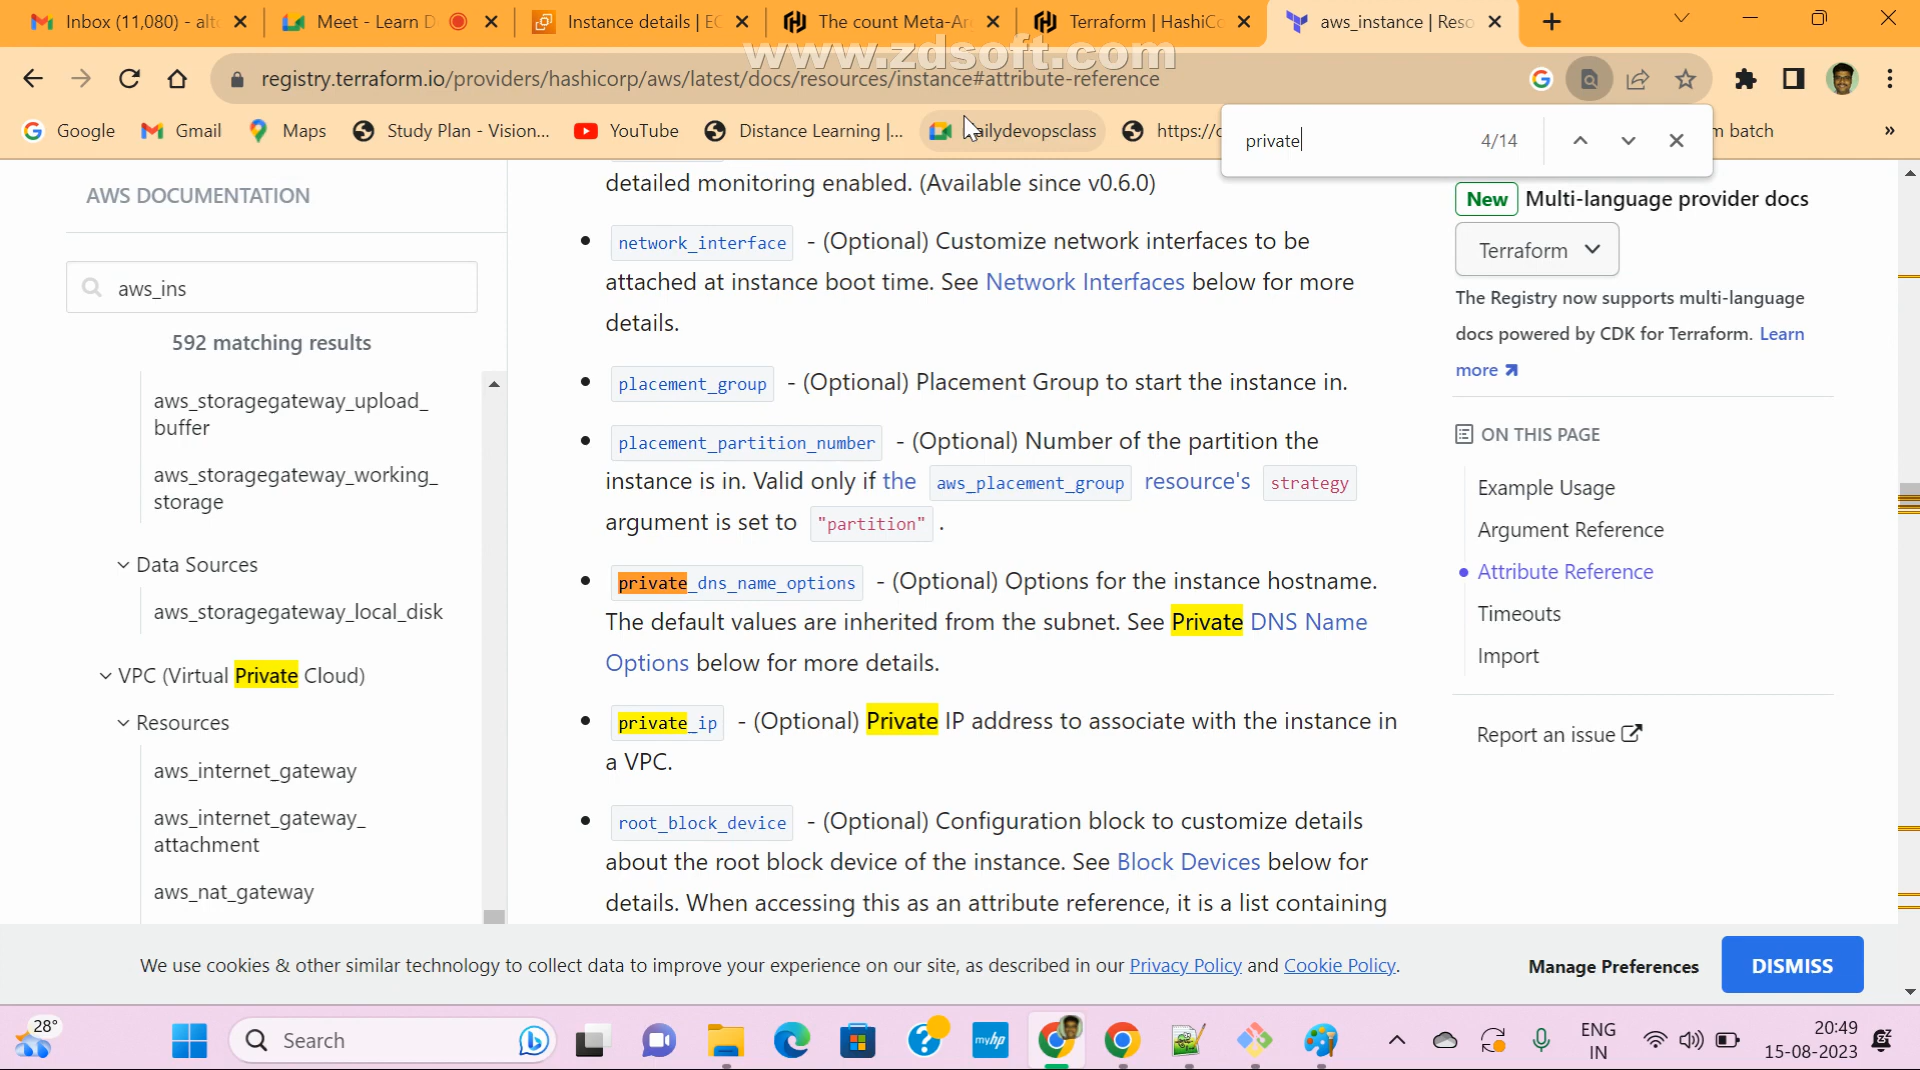 Inbox (11,080) - alt
Meet - Learn D
Instance details | EC
The count Meta-Ar
Terraform | HashiCo
aws_instance | Reso
www.zdsoft.com
registry.terraform.io/providers/hashicorp/aws/latest/docs/resources/instance#attribute-reference
Google
Gmail
Maps
Study Plan - Vision...
YouTube
Distance Learning |...
ailydevopsclass
https://c
m batch
»
private
4/14
AWS DOCUMENTATION
aws_ins
592 matching results
aws_storagegateway_upload_
buffer
aws_storagegateway_working_
storage
Data Sources
aws_storagegateway_local_disk
VPC (Virtual Private Cloud)
Resources
aws_internet_gateway
aws_internet_gateway_
attachment
aws_nat_gateway
detailed monitoring enabled. (Available since v0.6.0)
network_interface - (Optional) Customize network interfaces to be
attached at instance boot time. See Network Interfaces below for more
details.
placement_group - (Optional) Placement Group to start the instance in.
placement_partition_number - (Optional) Number of the partition the
instance is in. Valid only if the aws_placement_group resource's strategy
argument is set to "partition" .
private_dns_name_options - (Optional) Options for the instance hostname.
The default values are inherited from the subnet. See Private DNS Name
Options below for more details.
private_ip - (Optional) Private IP address to associate with the instance in
a VPC.
root_block_device - (Optional) Configuration block to customize details
about the root block device of the instance. See Block Devices below for
details. When accessing this as an attribute reference, it is a list containing
New Multi-language provider docs
Terraform
The Registry now supports multi-language
docs powered by CDK for Terraform. Learn
more
ON THIS PAGE
Example Usage
Argument Reference
Attribute Reference
Timeouts
Import
Report an issue
We use cookies & other similar technology to collect data to improve your experience on our site, as described in our Privacy Policy and Cookie Policy.
Manage Preferences
DISMISS
28°
Search
myhp
ENG
IN
20:49
15-08-2023